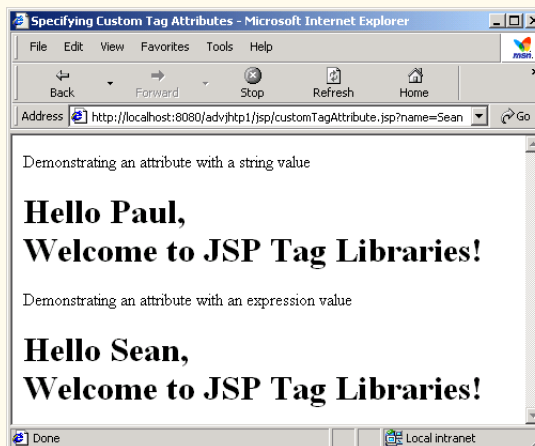 Specifying Custom Tag Attributes - Microsoft Internet Explorer
File Edit View Favorites Tools Help
msn.
Back Forward Stop Refresh Home
Address http://localhost:8080/advjhtp1/jsp/customTagAttribute.jsp?name=Sean Go
Demonstrating an attribute with a string value
Hello Paul,
Welcome to JSP Tag Libraries!
Demonstrating an attribute with an expression value
Hello Sean,
Welcome to JSP Tag Libraries!
Done Local intranet